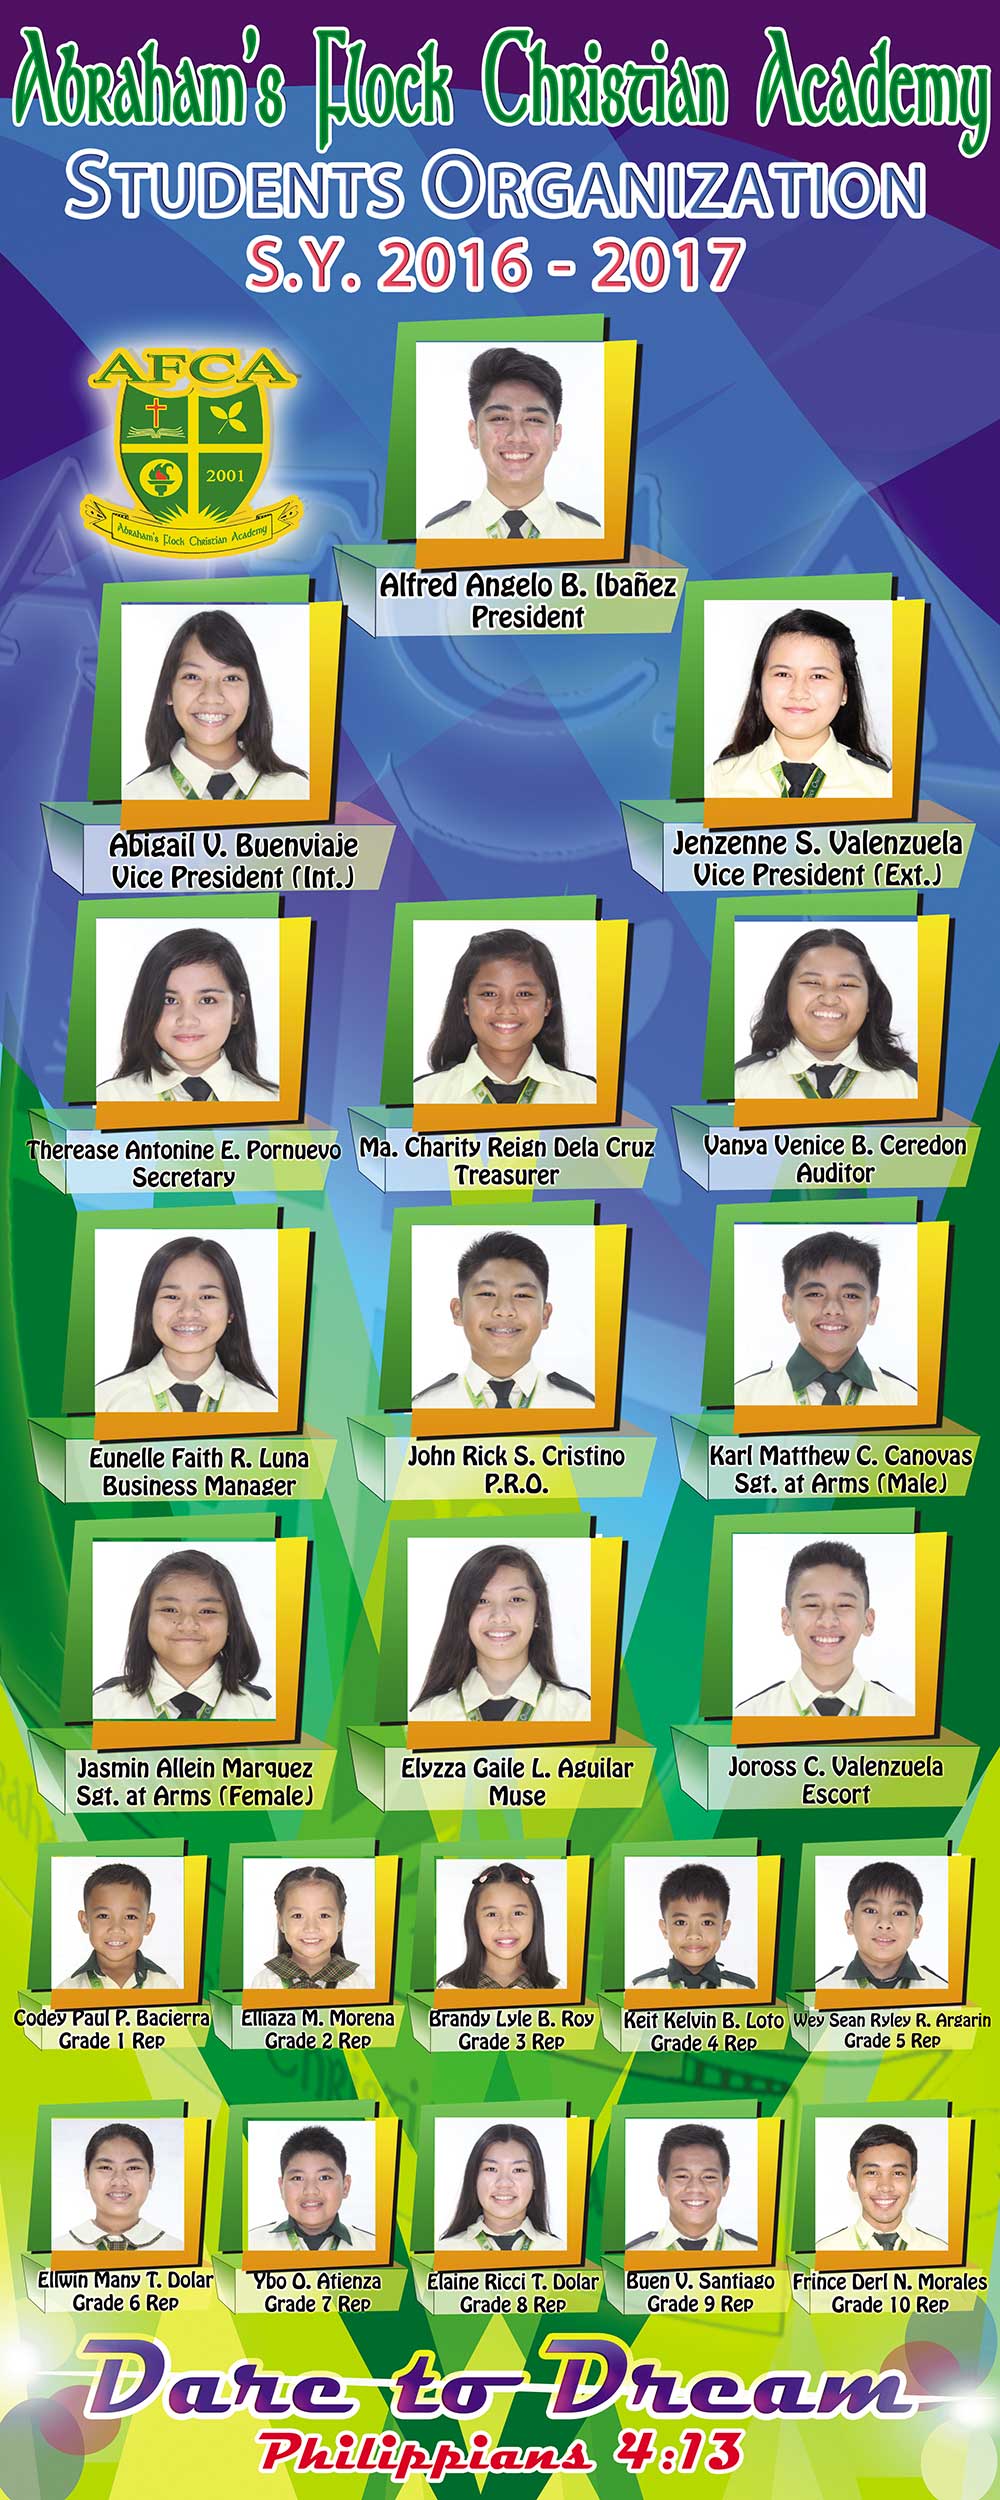 Abraham's Flock Christian Academy
STUDENTS ORGANIZATION
S.Y. 2016 - 2017
AFCA
2001
Abraham's Flock Christian Academy
Alfred Angelo B. Ibañez
President
Abigail V. Buenviaje
Vice President (Int.)
Jenzenne S. Valenzuela
Vice President (Ext.)
Therease Antonine E. Pornuevo
Secretary
Ma. Charity Reign Dela Cruz
Treasurer
Vanya Venice B. Ceredon
Auditor
Eunelle Faith R. Luna
Business Manager
John Rick S. Cristino
P.R.O.
Karl Matthew C. Canovas
Sgt. at Arms (Male)
Jasmin Allein Marquez
Sgt. at Arms (Female)
Elyzza Gaile L. Aguilar
Muse
Joross C. Valenzuela
Escort
Codey Paul P. Bacierra
Grade 1 Rep
Elliaza M. Morena
Grade 2 Rep
Brandy Lyle B. Roy
Grade 3 Rep
Keit Kelvin B. Loto
Grade 4 Rep
Wey Sean Ryley R. Argarin
Grade 5 Rep
Ellwin Many T. Dolar
Grade 6 Rep
Ybo O. Atienza
Grade 7 Rep
Elaine Ricci T. Dolar
Grade 8 Rep
Buen V. Santiago
Grade 9 Rep
Frince Derl N. Morales
Grade 10 Rep
Dare to Dream
Philippians 4:13